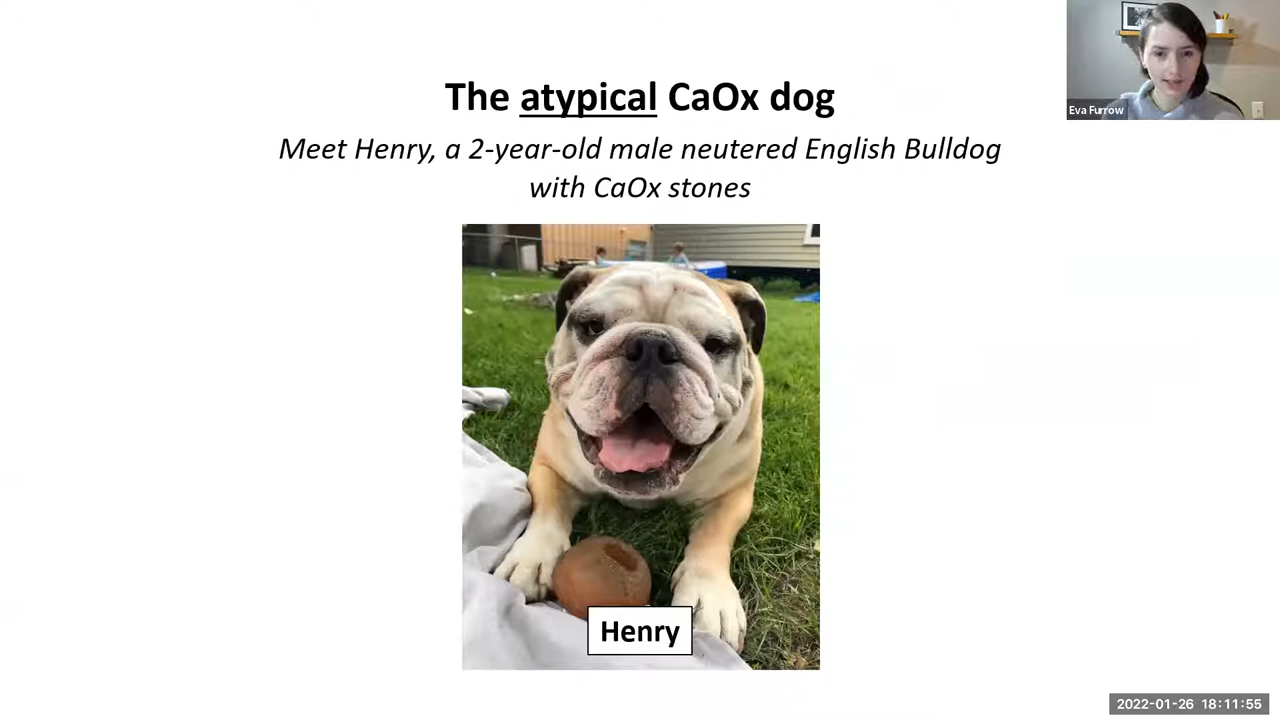 The atypical CaOx dog
Meet Henry, a 2-year-old male neutered English Bulldog
with CaOx stones
Eva Furrow
Henry
2022-01-26 18:11:55